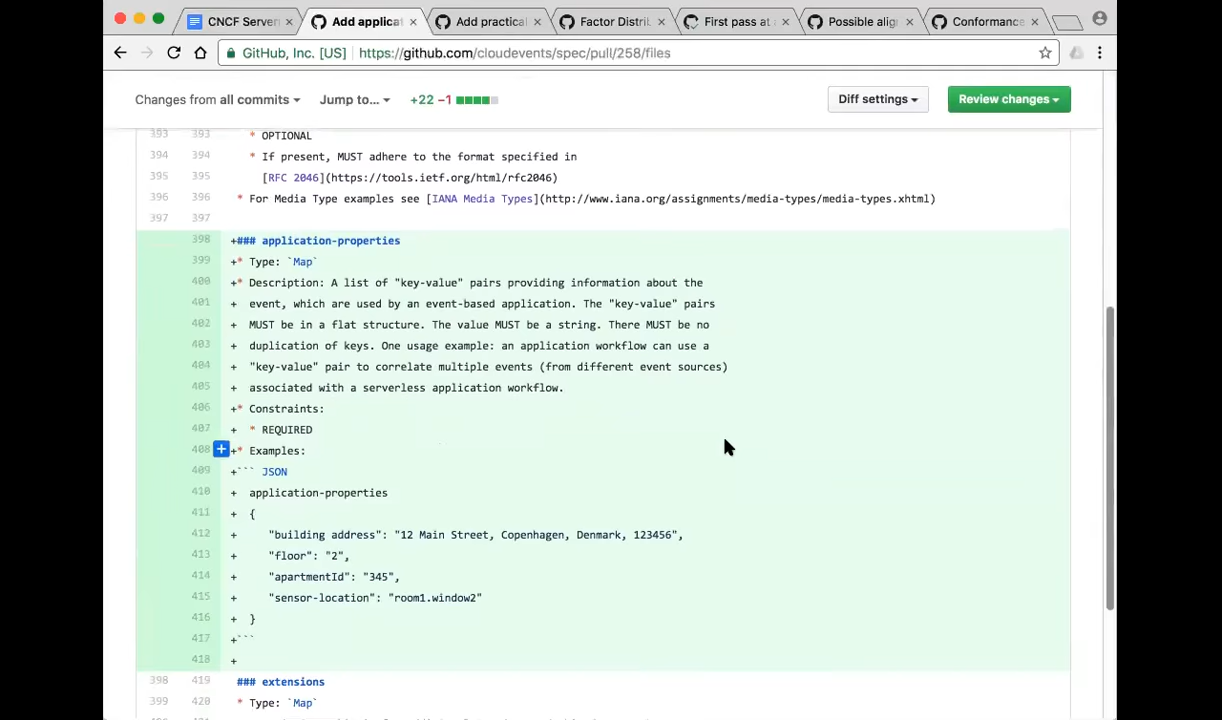 CNCF Server
Add applica
Add practical
Factor Distrib
First pass at
Possible alig
Conformance
GitHub, Inc. [US] https://github.com/cloudevents/spec/pull/258/files
Changes from all commits Jump to... +22 −1 Diff settings Review changes
393 393 * OPTIONAL
394 394 * If present, MUST adhere to the format specified in
395 395 [RFC 2046](https://tools.ietf.org/html/rfc2046)
396 396 * For Media Type examples see [IANA Media Types](http://www.iana.org/assignments/media-types/media-types.xhtml)
397 397
398 +### application-properties
399 +* Type: `Map`
400 +* Description: A list of "key-value" pairs providing information about the
401 + event, which are used by an event-based application. The "key-value" pairs
402 + MUST be in a flat structure. The value MUST be a string. There MUST be no
403 + duplication of keys. One usage example: an application workflow can use a
404 + "key-value" pair to correlate multiple events (from different event sources)
405 + associated with a serverless application workflow.
406 +* Constraints:
407 + * REQUIRED
408 +* Examples:
409 +``` JSON
410 + application-properties
411 + {
412 + "building address": "12 Main Street, Copenhagen, Denmark, 123456",
413 + "floor": "2",
414 + "apartmentId": "345",
415 + "sensor-location": "room1.window2"
416 + }
417 +```
418 +
398 419 ### extensions
399 420 * Type: `Map`